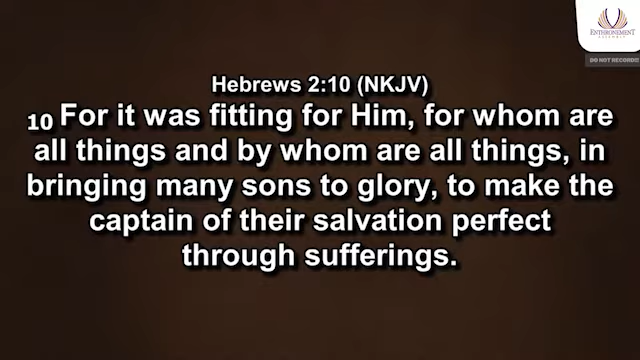 ENTHRONEMENT
ASSEMBLY
DO NOT RECORD!!
Hebrews 2:10 (NKJV)
10 For it was fitting for Him, for whom are
all things and by whom are all things, in
bringing many sons to glory, to make the
captain of their salvation perfect
through sufferings.